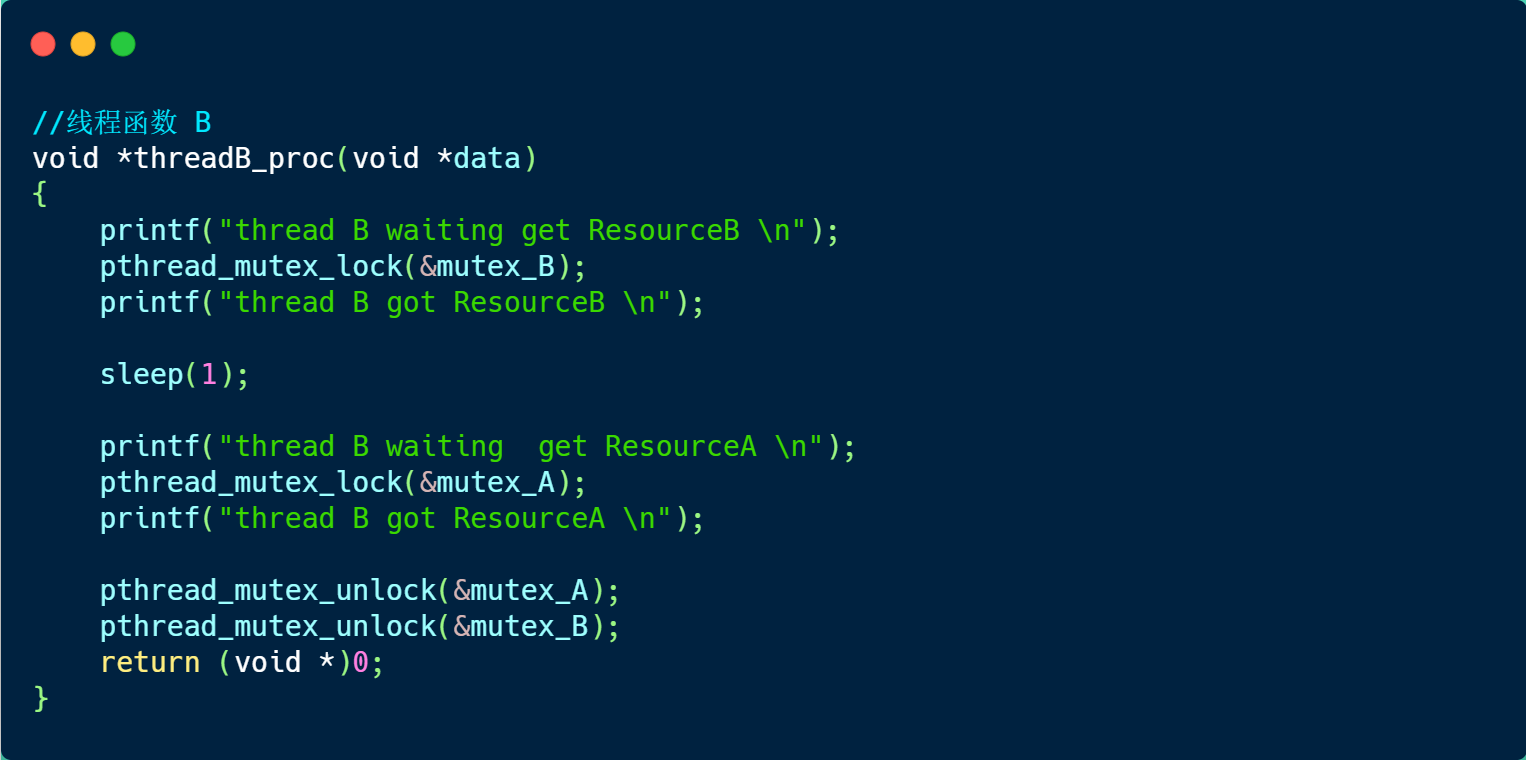 //线程函数 B
void *threadB_proc(void *data)
{
    printf("thread B waiting get ResourceB \n");
    pthread_mutex_lock(&mutex_B);
    printf("thread B got ResourceB \n");

    sleep(1);

    printf("thread B waiting  get ResourceA \n");
    pthread_mutex_lock(&mutex_A);
    printf("thread B got ResourceA \n");

    pthread_mutex_unlock(&mutex_A);
    pthread_mutex_unlock(&mutex_B);
    return (void *)0;
}